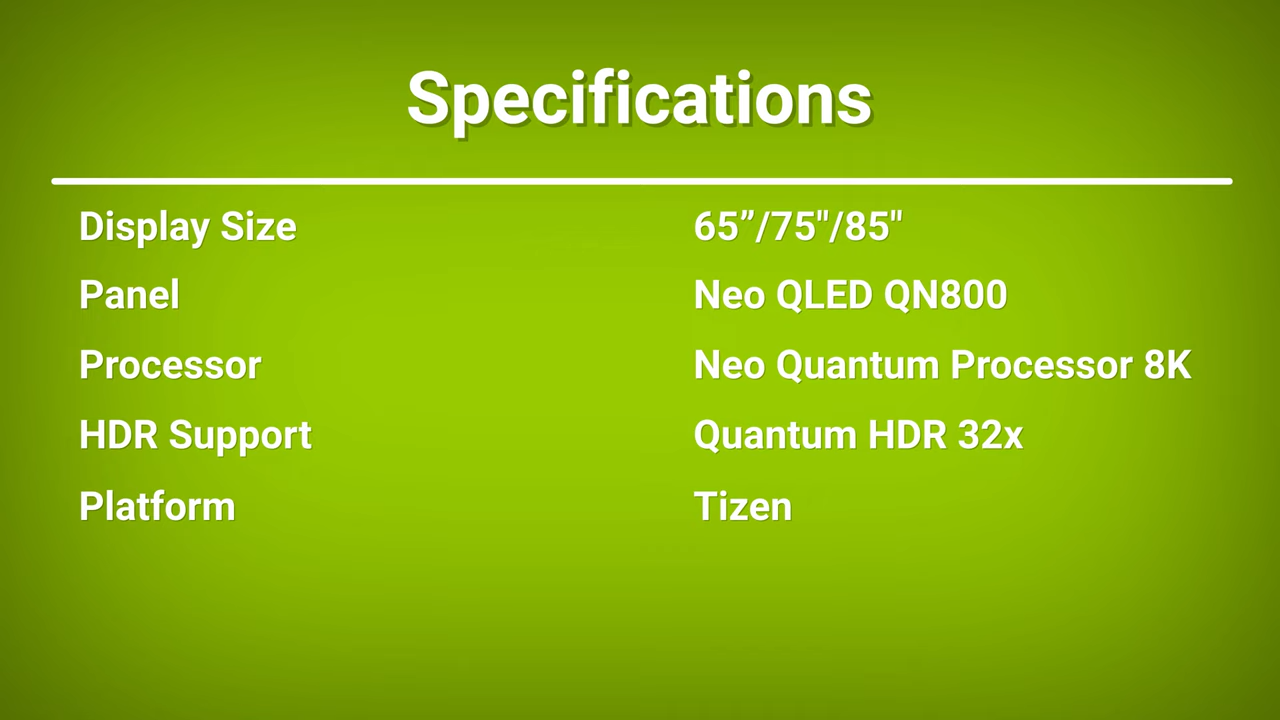 Specifications
Display Size 65”/75"/85"
Panel Neo QLED QN800
Processor Neo Quantum Processor 8K
HDR Support Quantum HDR 32x
Platform Tizen